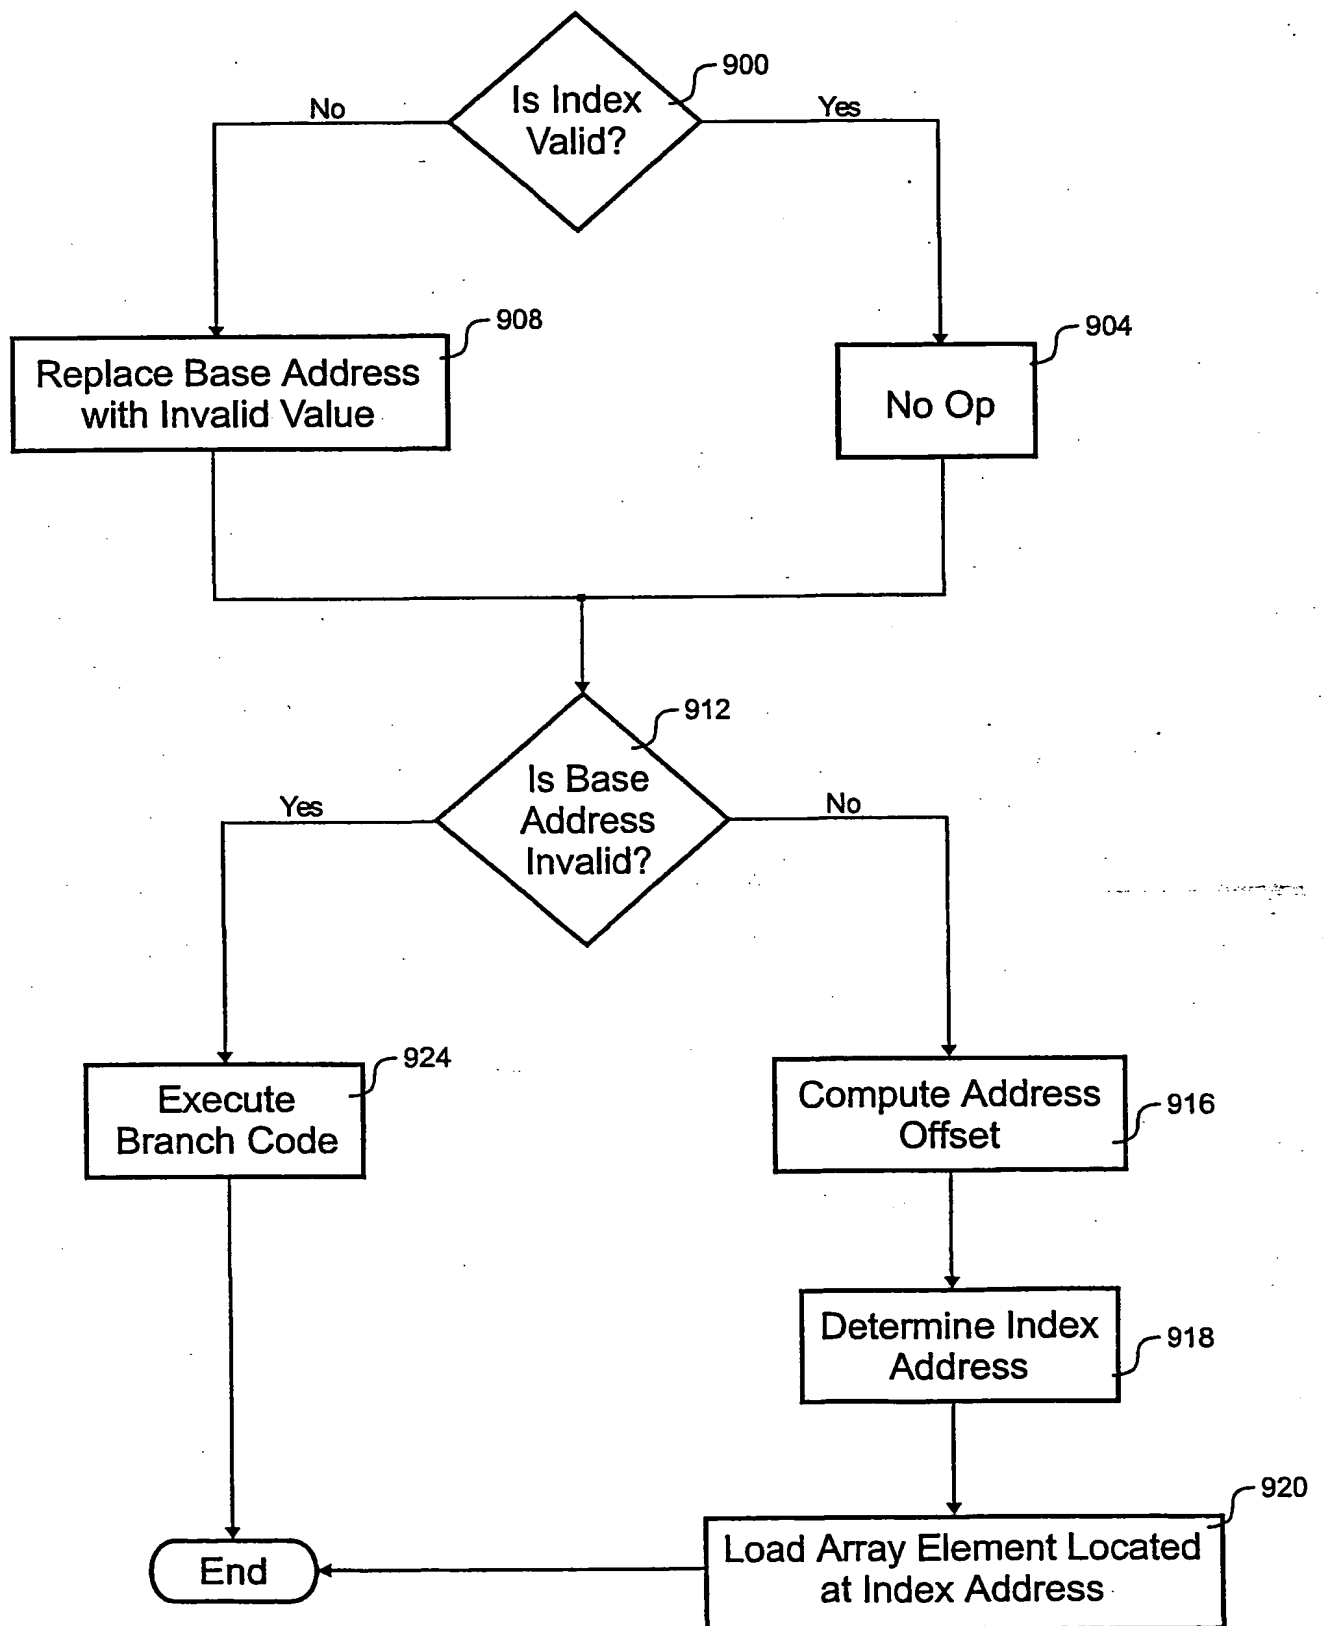 900
Is Index
Valid?
No
Yes
908
Replace Base Address
with Invalid Value
904
No Op
912
Is Base
Address
Invalid?
Yes
No
924
Execute
Branch Code
Compute Address
Offset
916
Determine Index
Address
918
920
Load Array Element Located
at Index Address
End